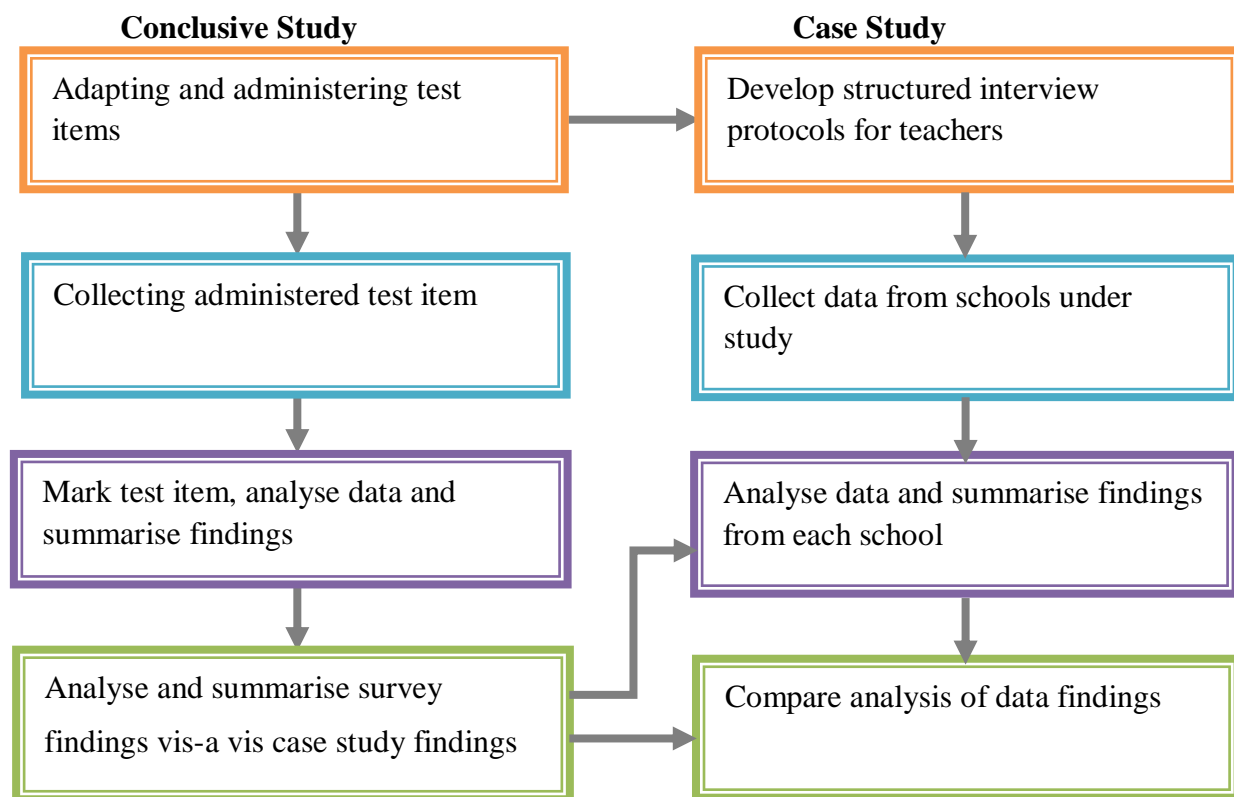 Conclusive Study
Case Study
Adapting and administering test
items
Develop structured interview
protocols for teachers
Collecting administered test item
Collect data from schools under
study
Mark test item, analyse data and
summarise findings
Analyse data and summarise findings
from each school
Analyse and summarise survey
findings vis-a vis case study findings
Compare analysis of data findings